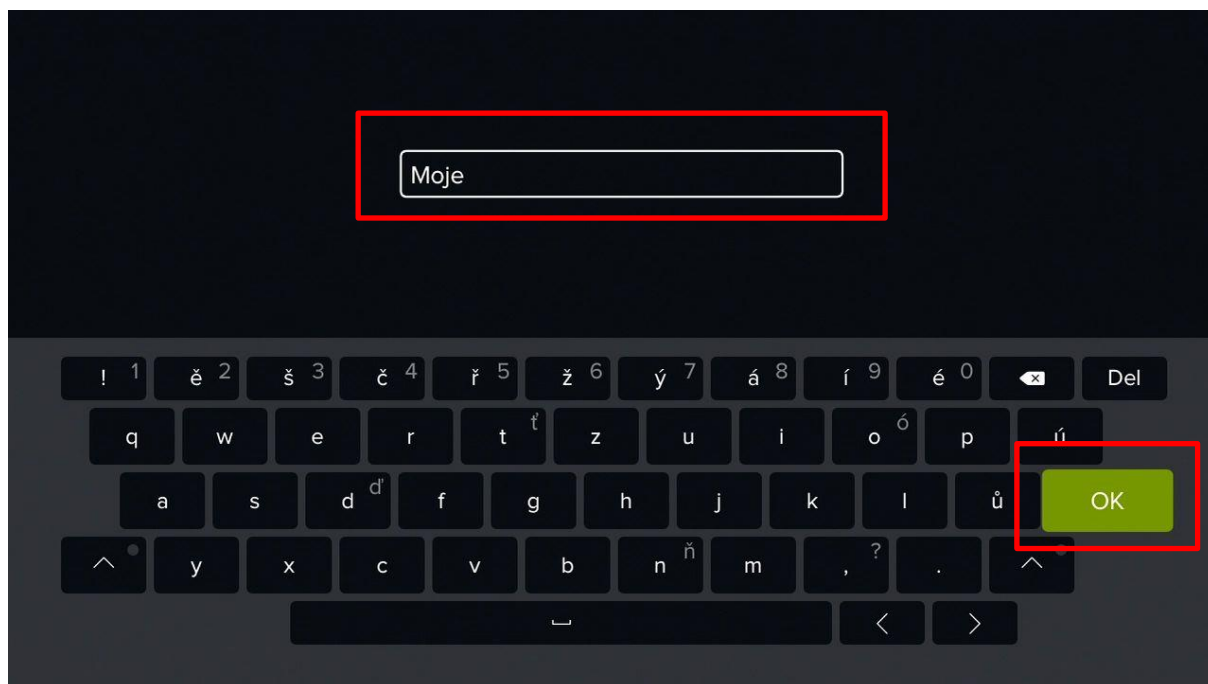 Moje
! 1 ě 2 š 3 č 4 ř 5 ž 6 ý 7 á 8 í 9 é 0 Del
q w e r t ť z u i o ó p ú
a s d ď f g h j k l ů OK
y x c v b n ň m , ? .